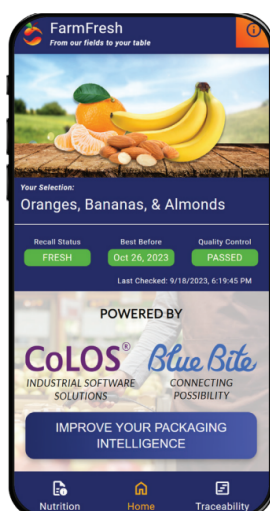 FarmFresh
From our fields to your table
Your Selection:
Oranges, Bananas, & Almonds
Recall Status
Best Before
Quality Control
FRESH
Oct 26, 2023
PASSED
Last Checked: 9/18/2023, 6:19:45 PM
POWERED BY
CoLOS®
Blue Bite
INDUSTRIAL SOFTWARE
SOLUTIONS
CONNECTING
POSSIBILITY
IMPROVE YOUR PACKAGING
INTELLIGENCE
Nutrition
Home
Traceability